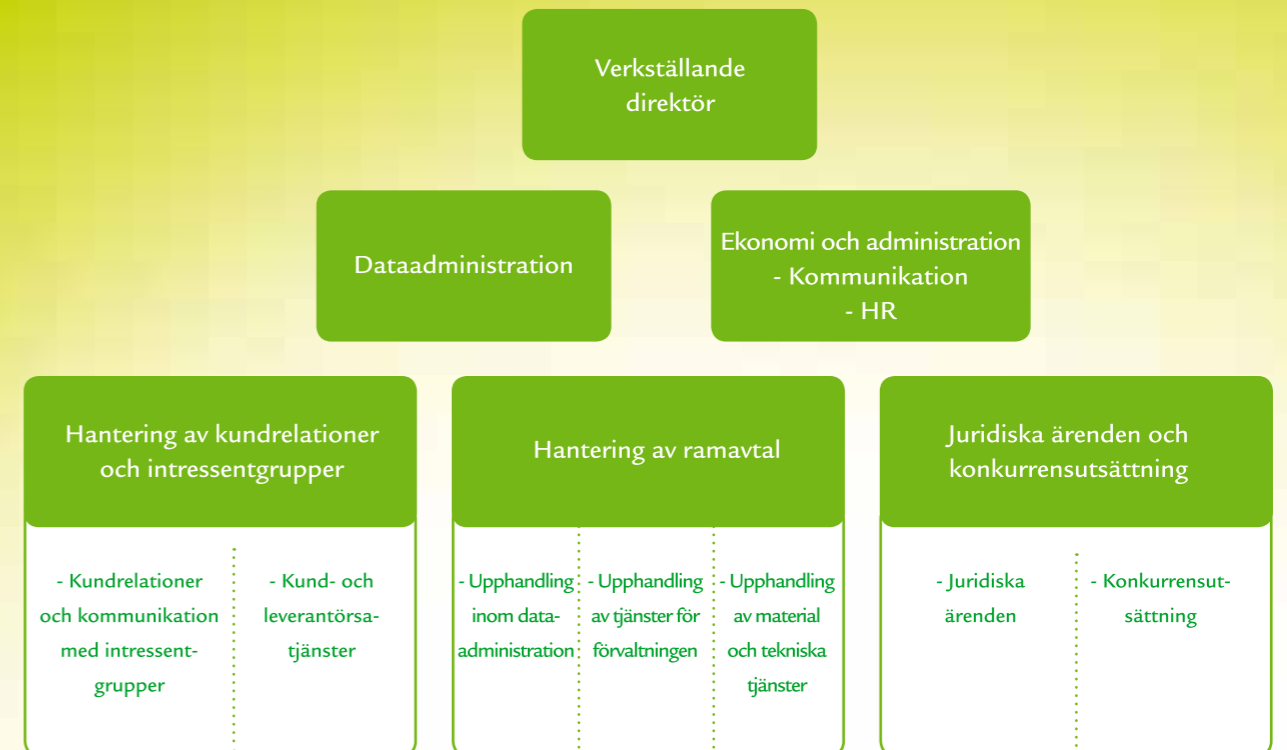 Verkställande
direktör
Dataadministration
Ekonomi och administration
- Kommunikation
- HR
Hantering av kundrelationer
och intressentgrupper
- Kundrelationer
och kommunikation
med intressent-
grupper
- Kund- och
leverantörsa-
tjänster
Hantering av ramavtal
- Upphandling
inom data-
administration
- Upphandling
av tjänster för
förvaltningen
- Upphandling
av material
och tekniska
tjänster
Juridiska ärenden och
konkurrensutsättning
- Juridiska
ärenden
- Konkurrensut-
sättning